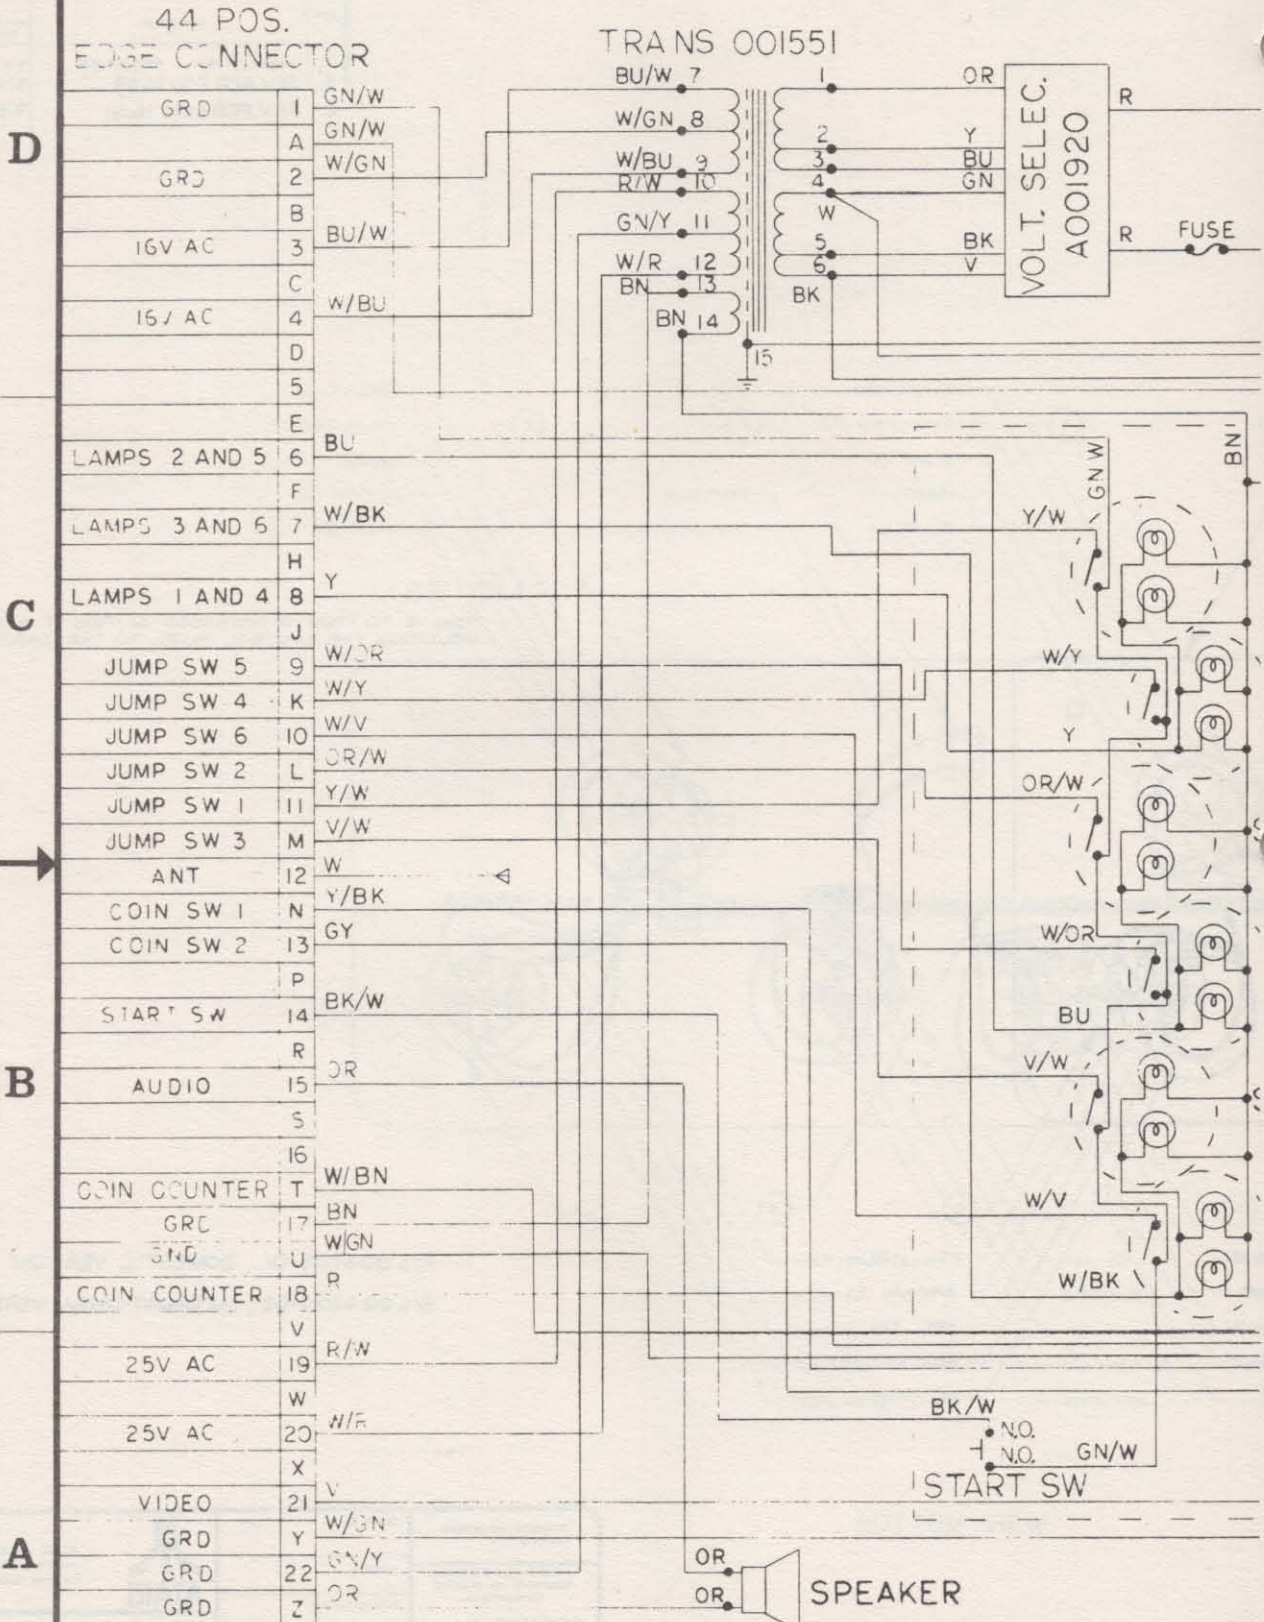 44 POS.
EDGE CONNECTOR
GRD 1 GN/W
A GN/W
GRD 2 W/GN
B
16V AC 3 BU/W
C
16V AC 4 W/BU
D
5
E
LAMPS 2 AND 5 6 BU
F
LAMPS 3 AND 6 7 W/BK
H
LAMPS 1 AND 4 8 Y
J
JUMP SW 5 9 W/OR
JUMP SW 4 K W/Y
JUMP SW 6 10 W/V
JUMP SW 2 L OR/W
JUMP SW 1 11 Y/W
JUMP SW 3 M V/W
ANT 12 W
COIN SW 1 N Y/BK
COIN SW 2 13 GY
P
START SW 14 BK/W
R
AUDIO 15 OR
S
16
COIN COUNTER T W/BN
GRD 17 BN
GND U W/GN
COIN COUNTER 18 R
V
25V AC 19 R/W
W
25V AC 20 W/R
X
VIDEO 21 V
GRD Y W/GN
GRD 22 GN/Y
GRD Z OR
D
C
B
A
TRANS 001551
BU/W 7
W/GN 8
W/BU 9
R/W 10
GN/Y 11
W/R 12
BN 13
BN 14
15
1 OR
2 Y
3 BU
4 GN
W
5 BK
6 V
BK
VOLT. SELEC.
A001920
R
R FUSE
GN W
BN
Y/W
W/Y
Y
OR/W
W/OR
BU
V/W
W/V
W/BK
BK/W
N.O.
N.O. GN/W
START SW
OR
OR
SPEAKER